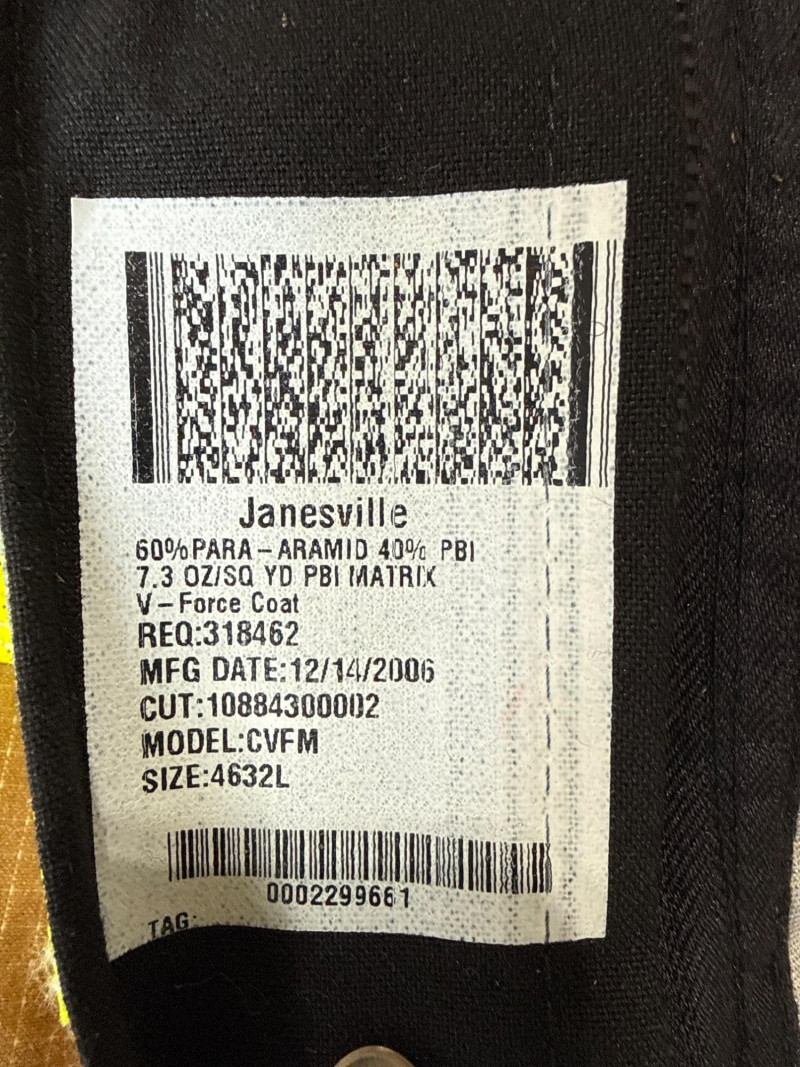 Janesville
60%PARA-ARAMID 40% PBI
7.3 OZ/SQ YD PBI MATRIX
V-Force Coat
REQ:318462
MFG DATE:12/14/2006
CUT:10884300002
MODEL:CVFM
SIZE:4632L
0002299661
TAG: